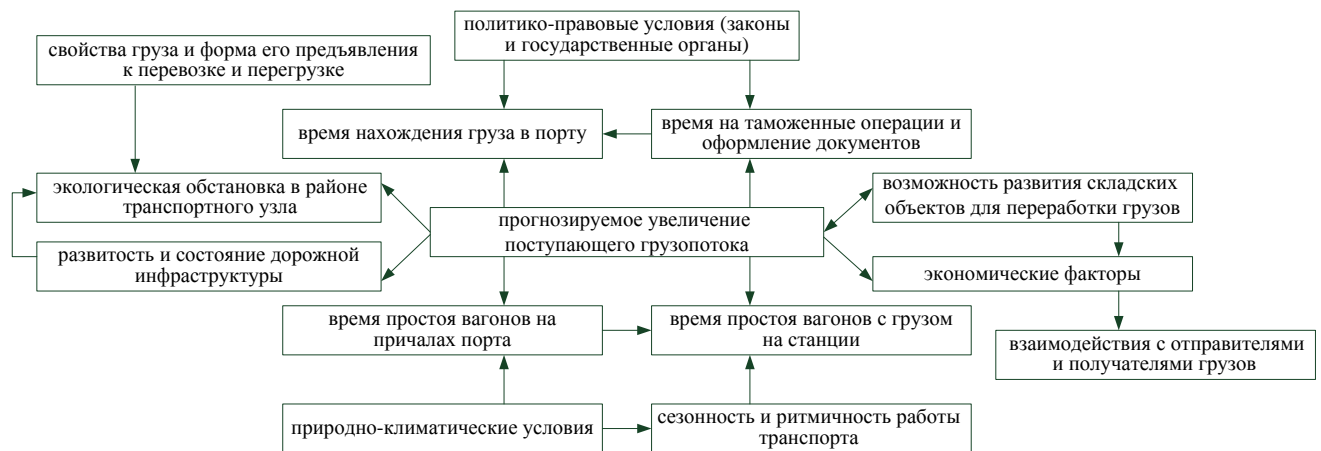 политико-правовые условия (законы
и государственные органы)
свойства груза и форма его предъявления
к перевозке и перегрузке
время нахождения груза в порту
время на таможенные операции и
оформление документов
экологическая обстановка в районе
транспортного узла
возможность развития складских
объектов для переработки грузов
прогнозируемое увеличение
поступающего грузопотока
развитость и состояние дорожной
инфраструктуры
экономические факторы
время простоя вагонов на
причалах порта
время простоя вагонов с грузом
на станции
взаимодействия с отправителями
и получателями грузов
природно-климатические условия
сезонность и ритмичность работы
транспорта